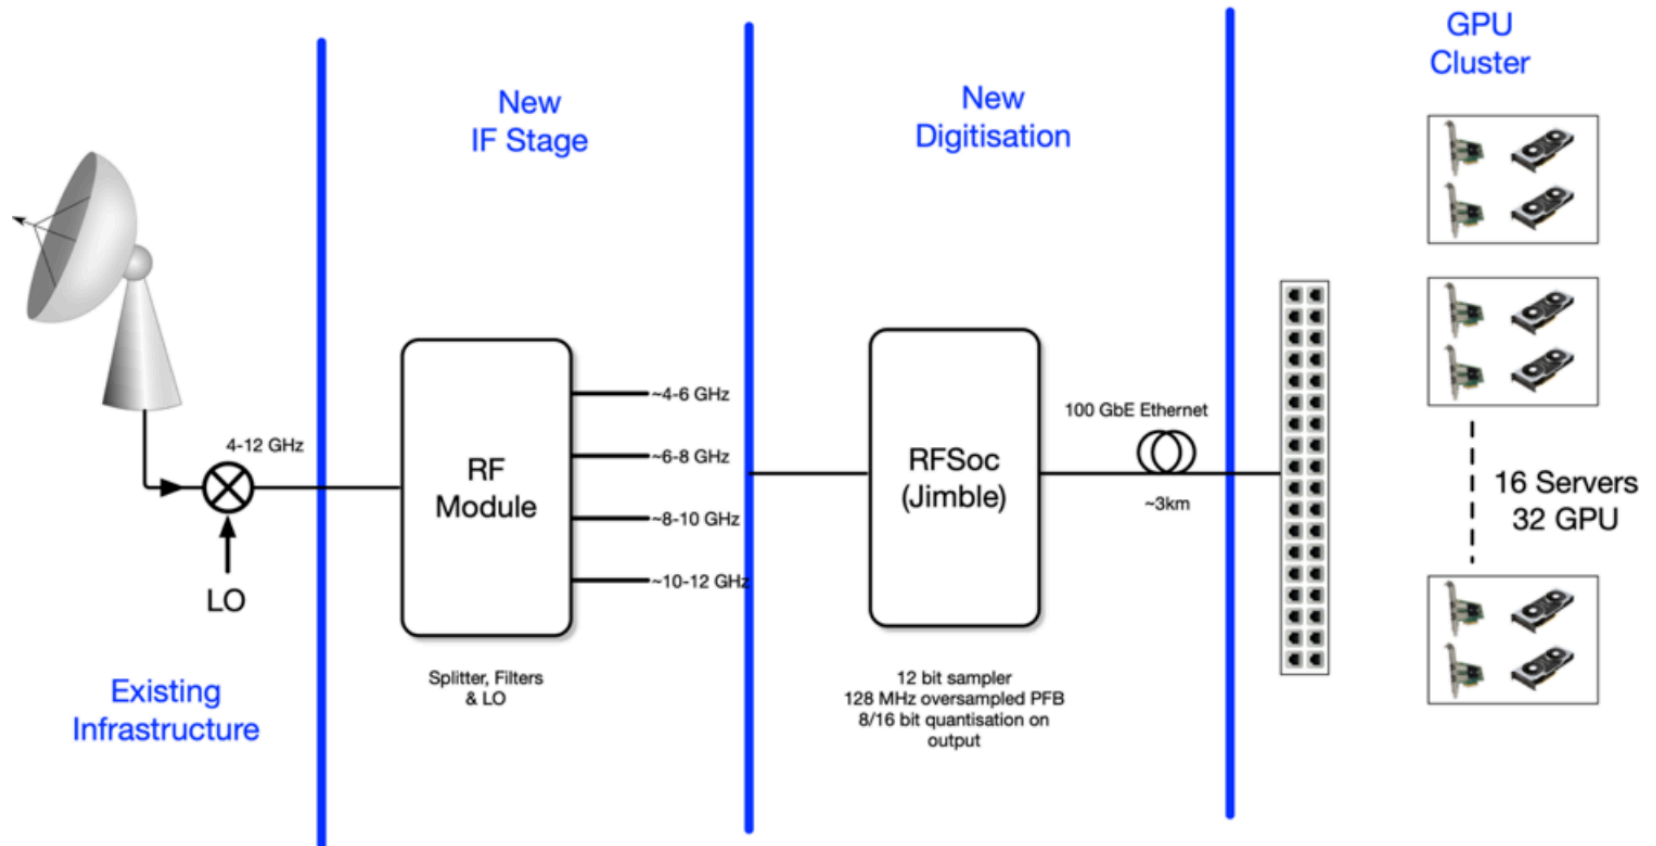 GPU
Cluster
New
IF Stage
New
Digitisation
4-12 GHz
LO
Existing
Infrastructure
RF
Module
~4-6 GHz
~6-8 GHz
~8-10 GHz
~10-12 GHz
Splitter, Filters
& LO
RFSoc
(Jimble)
12 bit sampler
128 MHz oversampled PFB
8/16 bit quantisation on
output
100 GbE Ethernet
~3km
16 Servers
32 GPU